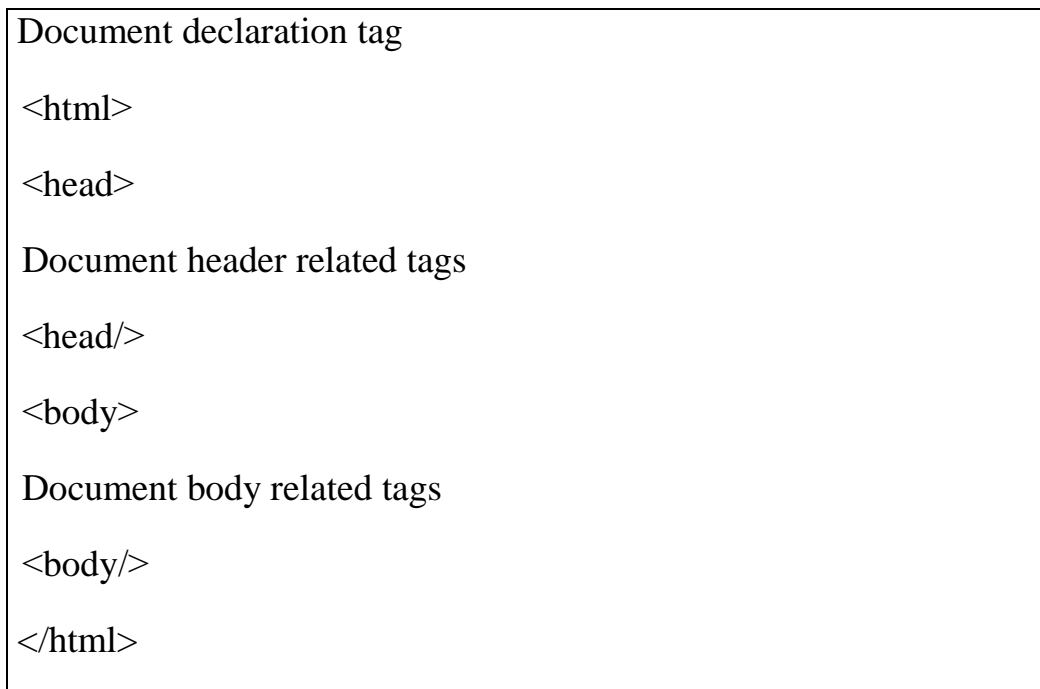 Document declaration tag
<html>
<head>
Document header related tags
<head/>
<body>
Document body related tags
<body/>
</html>